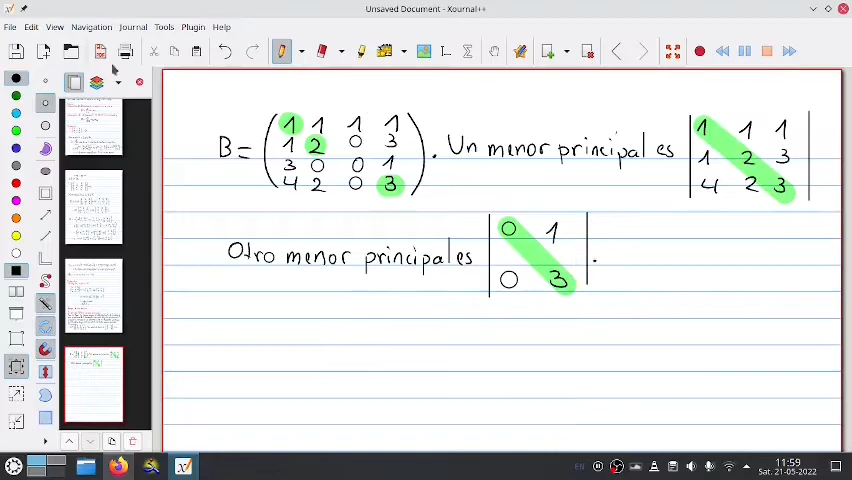 Unsaved Document - Xournal++
File Edit View Navigation Journal Tools Plugin Help
B = ( 1 1 1 1
1 2 0 3
3 0 0 1
4 2 0 3 ) . Un menor principal es | 1 1 1
1 2 3
4 2 3 |
Otro menor principal es | 0 1
0 3 | .
EN
11:59
Sat. 21-05-2022